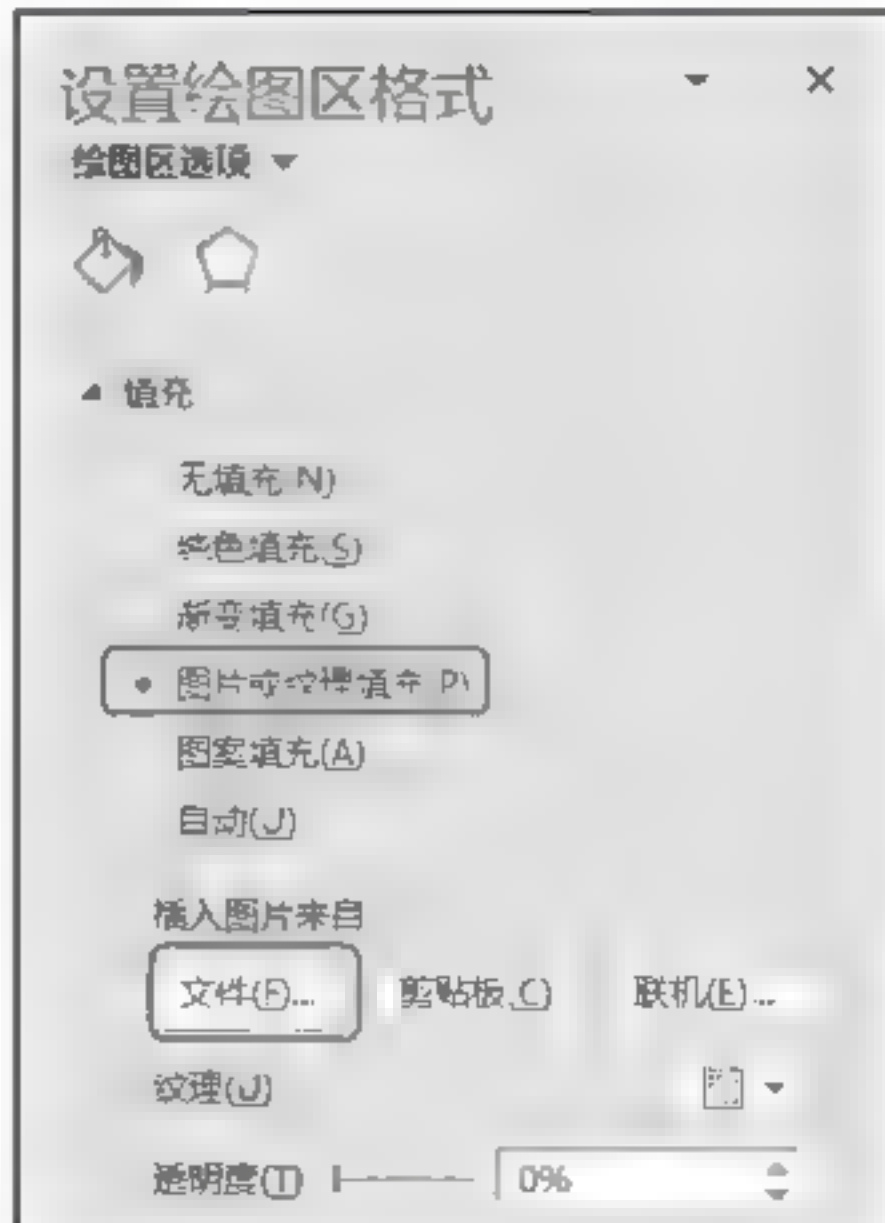 设置绘图区格式
绘图区选项
填充
无填充 N)
纯色填充(S)
渐变填充(G)
图片或纹理填充 P)
图案填充(A)
自动(U)
插入图片来自
文件(F)... 剪贴板(C) 联机(E)...
纹理(U)
透明度(T) 0%